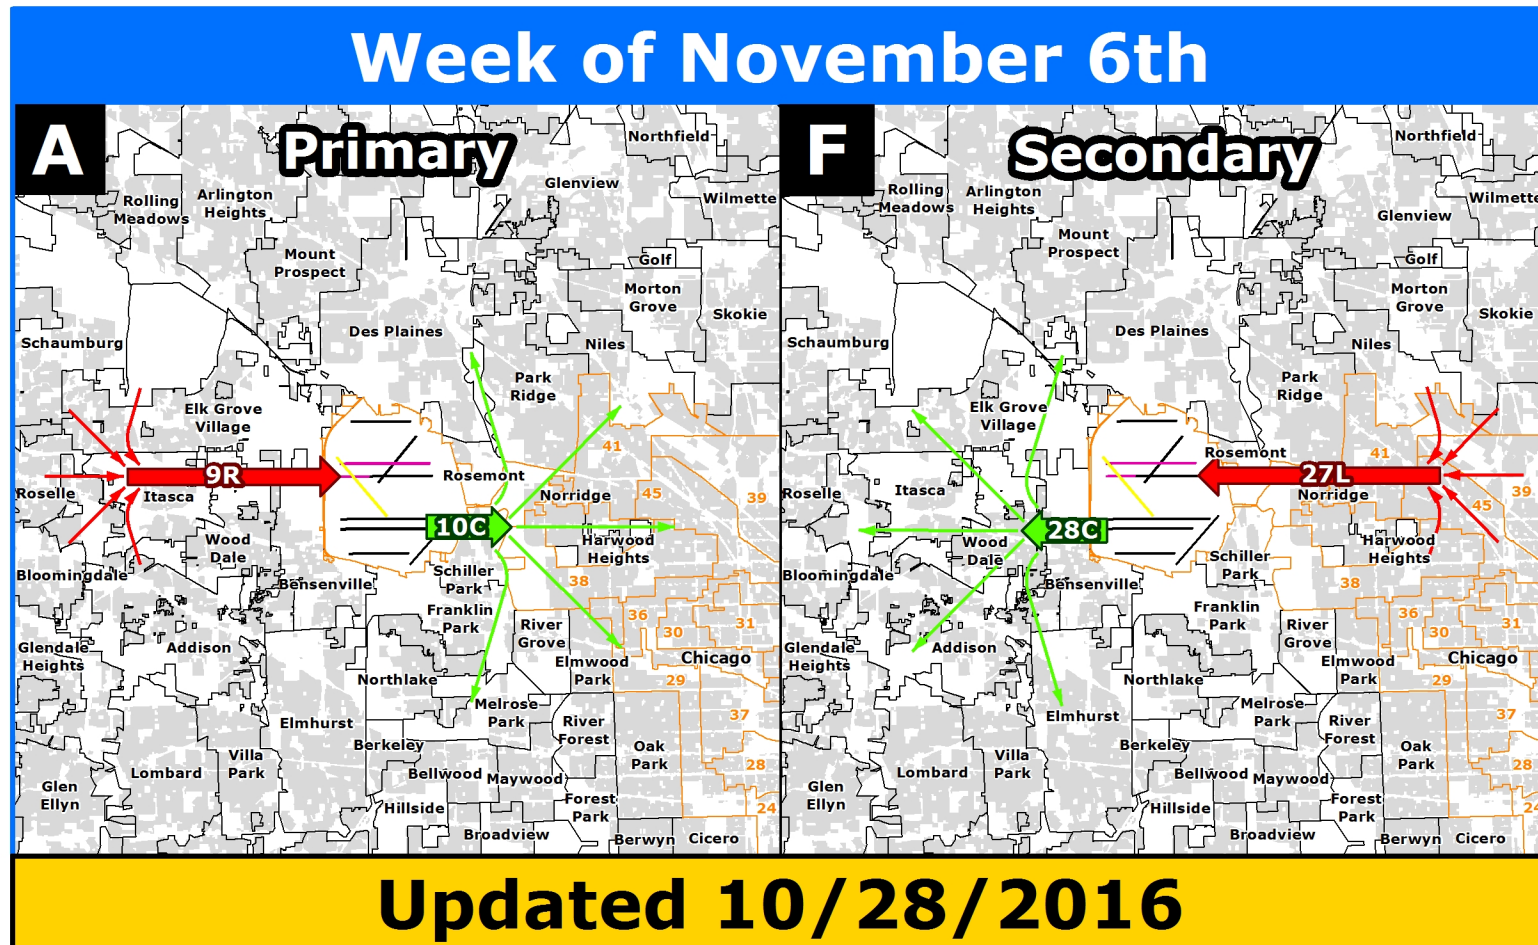 Week of November 6th
A
Primary
Northfield
Rolling
Meadows
Arlington
Heights
Glenview
Wilmette
Mount
Prospect
Golf
Morton
Grove
Skokie
Schaumburg
Des Plaines
Niles
Park
Ridge
Elk Grove
Village
41
9R
Rosemont
Roselle
Itasca
Norridge
45
39
10C
Wood
Dale
Harwood
Heights
Bloomingdale
Bensenville
Schiller
Park
38
Franklin
Park
36
River
Grove
30
31
Glendale
Heights
Addison
Elmwood
Park
Chicago
Northlake
29
Melrose
Park
37
Elmhurst
River
Forest
Berkeley
Oak
Park
Villa
Park
28
Lombard
Bellwood
Maywood
Glen
Ellyn
Hillside
Forest
Park
24
Broadview
Berwyn
Cicero
F
Secondary
Northfield
Rolling
Meadows
Arlington
Heights
Wilmette
Glenview
Mount
Prospect
Golf
Morton
Grove
Skokie
Schaumburg
Des Plaines
Niles
Park
Ridge
Elk Grove
Village
Rosemont
41
27L
Roselle
Itasca
Norridge
39
45
28C
Wood
Dale
Harwood
Heights
Schiller
Park
Bloomingdale
Bensenville
38
Franklin
Park
36
River
Grove
30
31
Glendale
Heights
Addison
Elmwood
Park
Chicago
Northlake
29
Melrose
Park
37
Elmhurst
River
Forest
Berkeley
Oak
Park
Villa
Park
28
Lombard
Bellwood
Maywood
Glen
Ellyn
Hillside
Forest
Park
24
Broadview
Berwyn
Cicero
Updated 10/28/2016